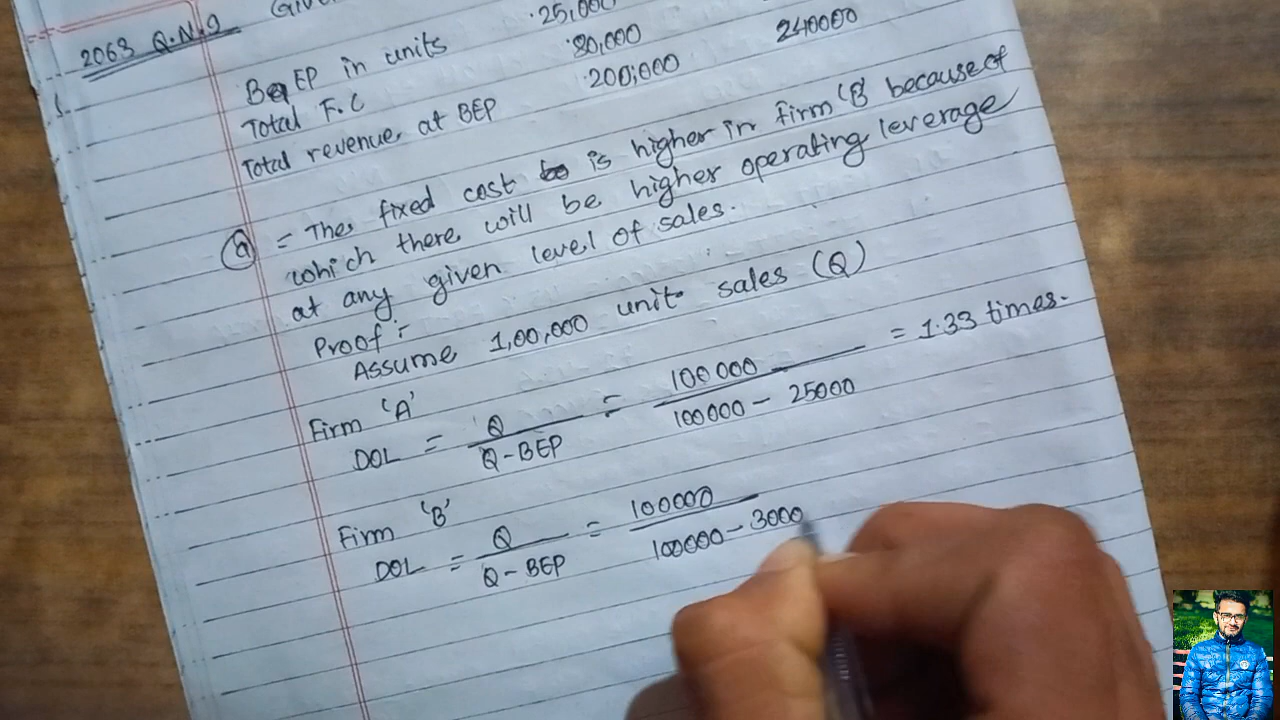 2063 Q.N.2 Give
BEP in units 25,000
Total F.C 80,000
Total revenue at BEP 200,000 240000
(a) = The fixed cost is higher in firm 'B' because of
which there will be higher operating leverage
at any given level of sales.
Proof :-
Assume 1,00,000 unit sales (Q)
Firm 'A'
DOL = Q / Q - BEP = 100000 / 100000 - 25000 = 1.33 times.
Firm 'B'
DOL = Q / Q - BEP = 100000 / 100000 - 3000